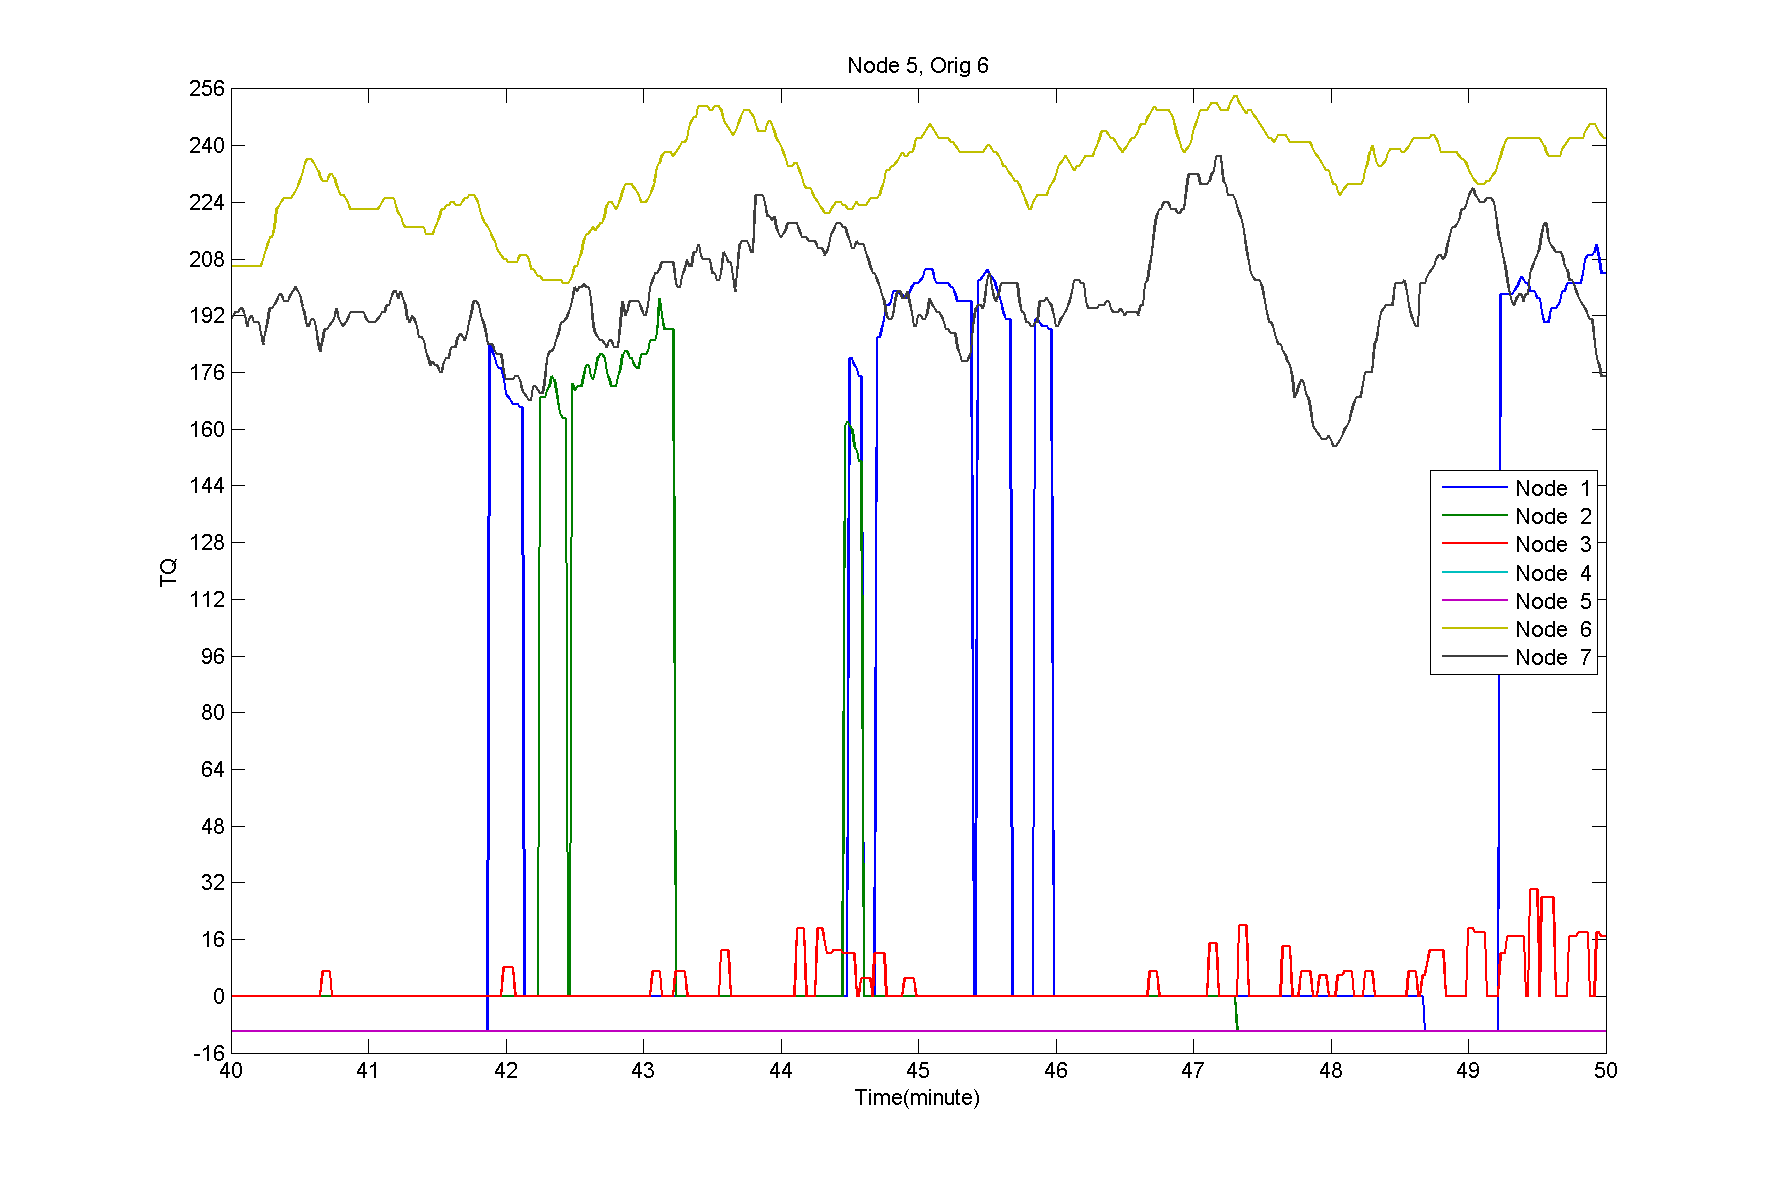 Node 5, Orig 6
256
240
224
208
192
176
160
144
128
112
96
80
64
48
32
16
0
-16
TQ
40 41 42 43 44 45 46 47 48 49 50
Time(minute)
Node 1
Node 2
Node 3
Node 4
Node 5
Node 6
Node 7